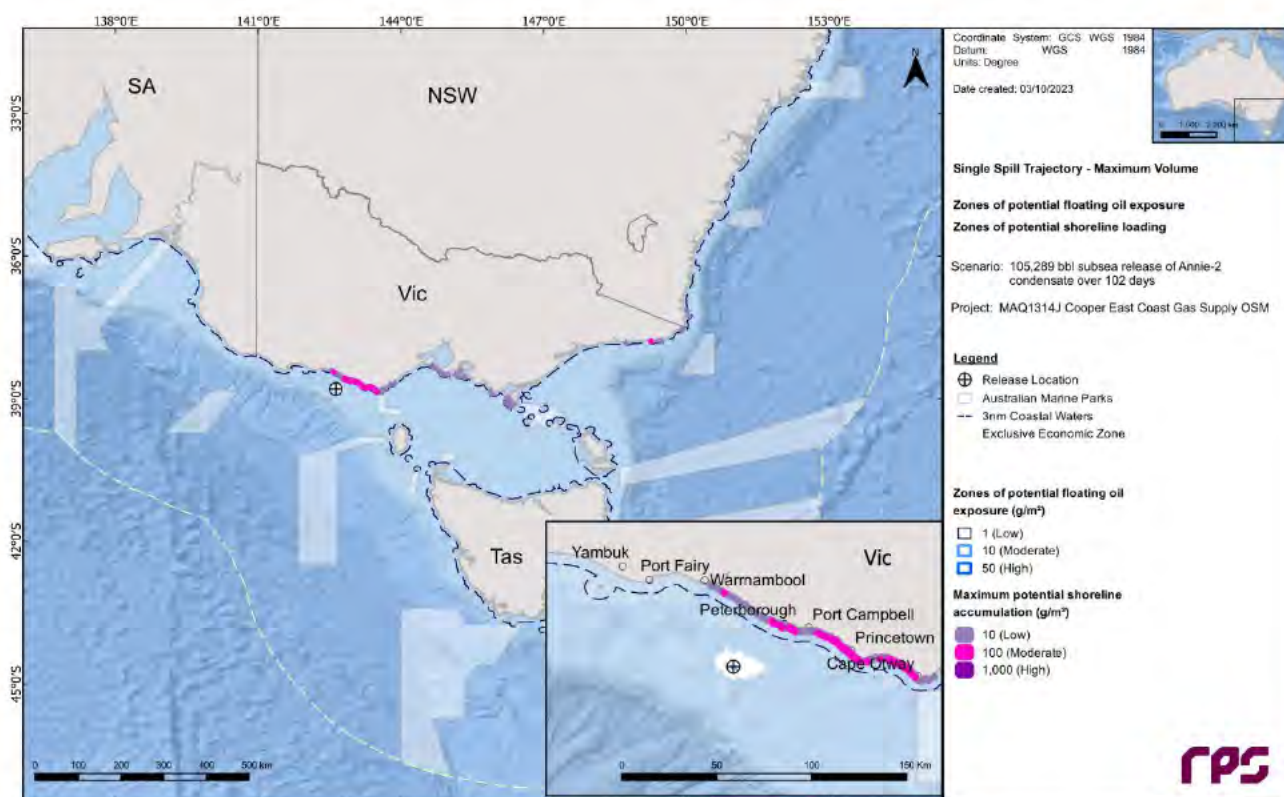 138°0'E
141°0'E
144°0'E
147°0'E
150°0'E
153°0'E
33°0'S
36°0'S
39°0'S
42°0'S
45°0'S
SA
NSW
Vic
Tas
N
0 100 200 300 400 500 Km
Yambuk
Port Fairy
Warnambool
Vic
Peterborough
Port Campbell
Princetown
Cape Otway
0 50 100 150 Km
Coordinate System: GCS WGS 1984
Datum: WGS 1984
Units: Degree
Date created: 03/10/2023
Single Spill Trajectory - Maximum Volume
Zones of potential floating oil exposure
Zones of potential shoreline loading
Scenario: 105,289 bbl subsea release of Annie-2
condensate over 102 days
Project: MAQ1314J Cooper East Coast Gas Supply OSM
Legend
Release Location
Australian Marine Parks
3nm Coastal Waters
Exclusive Economic Zone
Zones of potential floating oil
exposure (g/m²)
1 (Low)
10 (Moderate)
50 (High)
Maximum potential shoreline
accumulation (g/m²)
10 (Low)
100 (Moderate)
1,000 (High)
rps